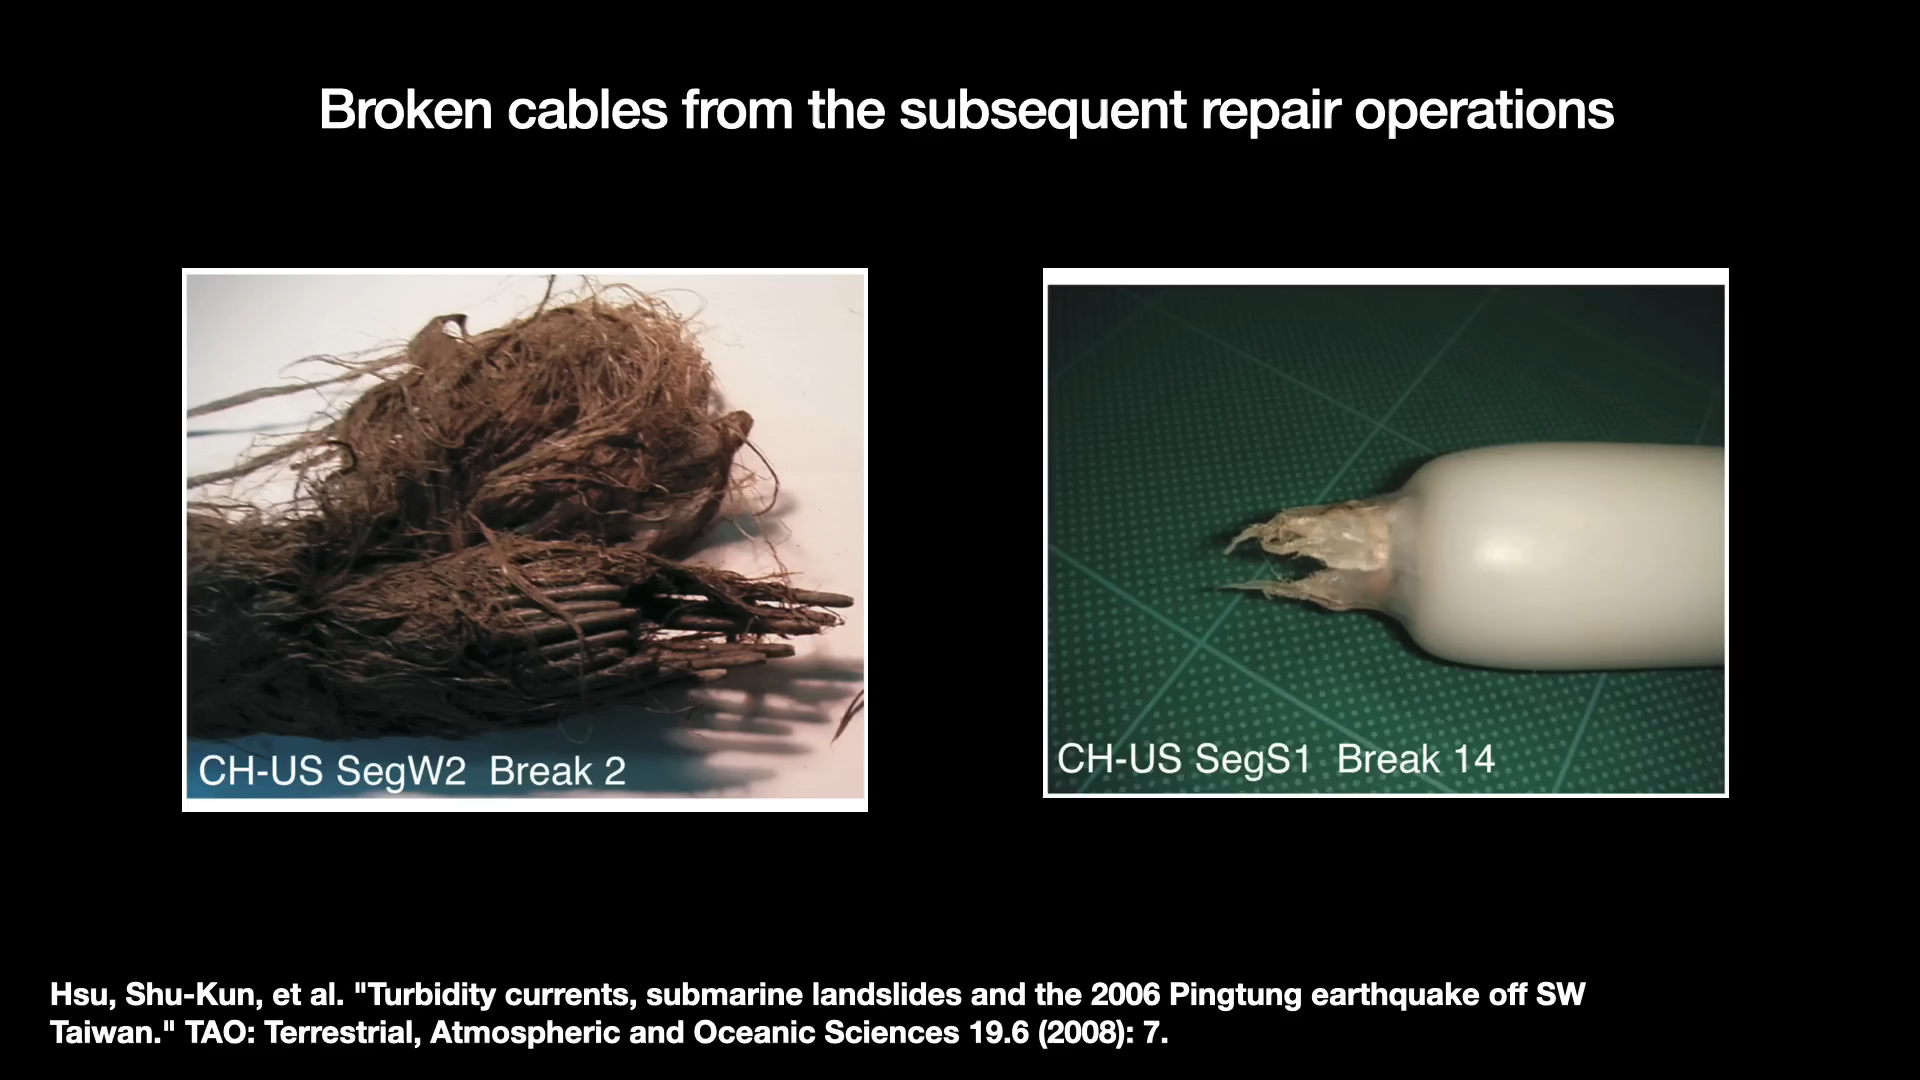 Broken cables from the subsequent repair operations
CH-US SegW2 Break 2
CH-US SegS1 Break 14
Hsu, Shu-Kun, et al. "Turbidity currents, submarine landslides and the 2006 Pingtung earthquake off SW
Taiwan." TAO: Terrestrial, Atmospheric and Oceanic Sciences 19.6 (2008): 7.